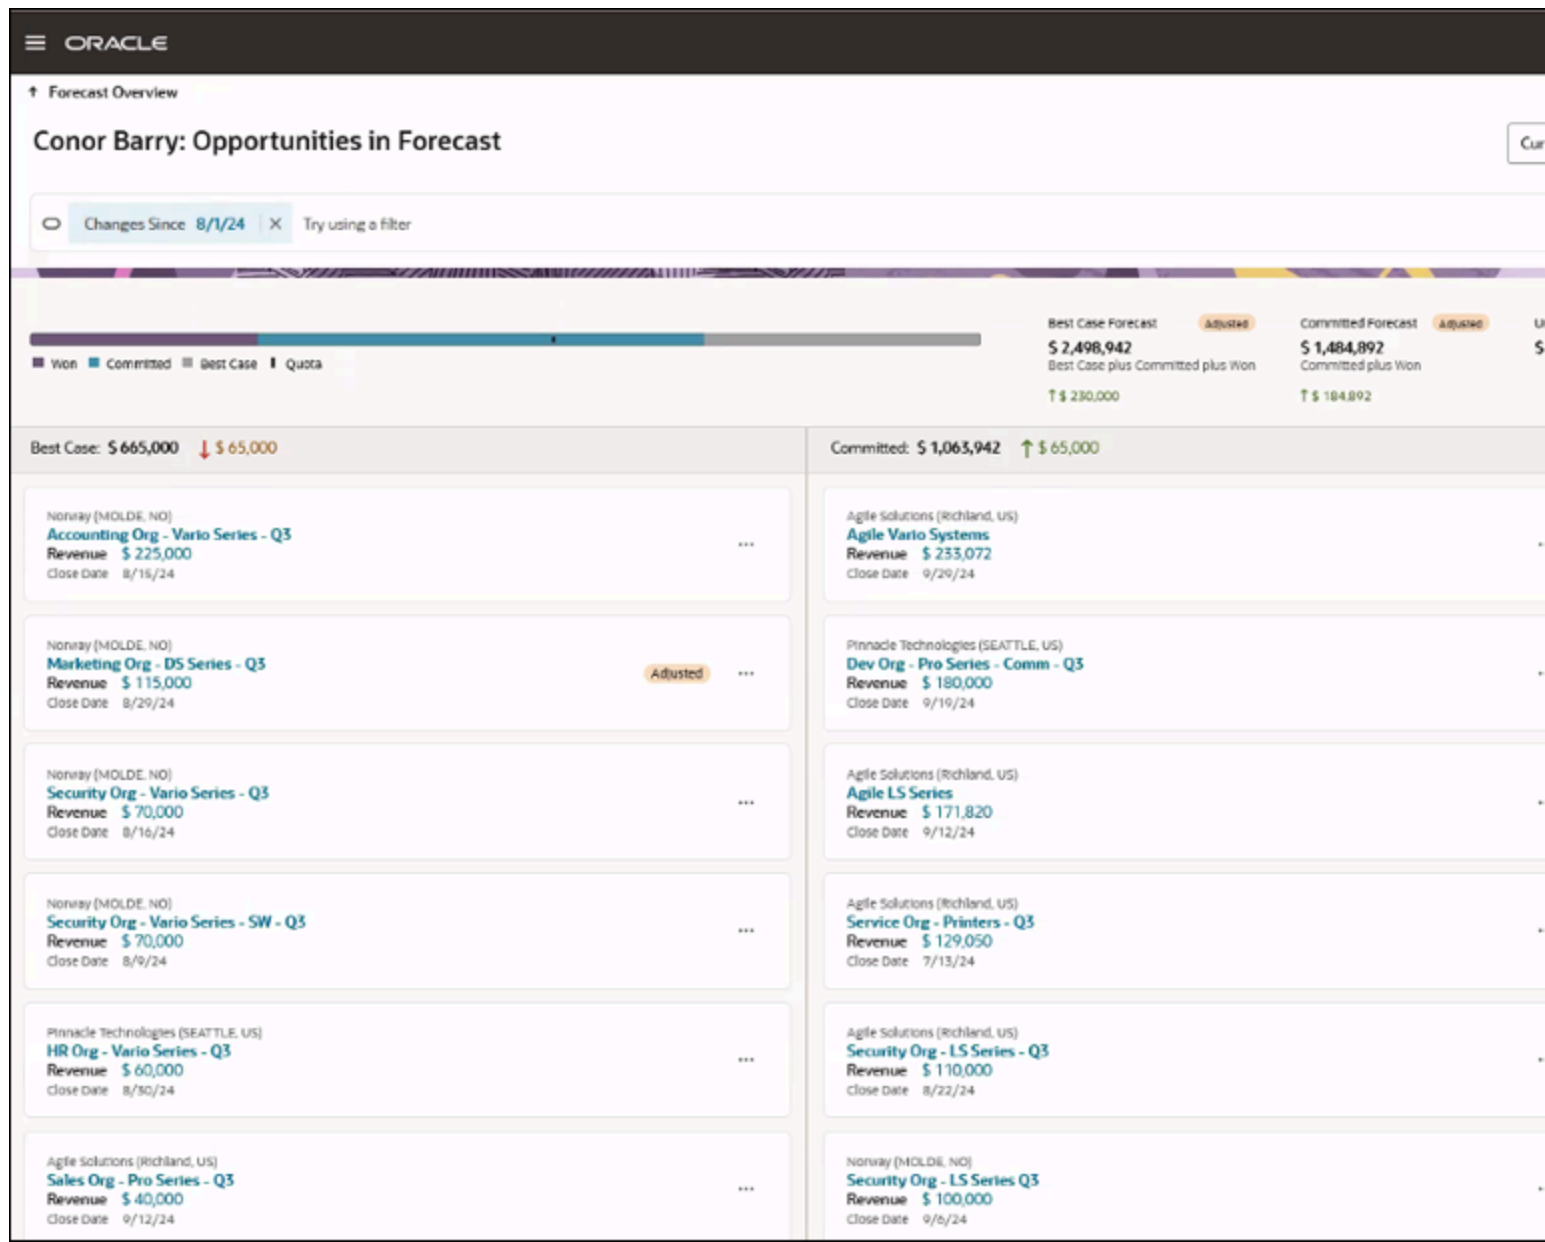 ORACLE
↑ Forecast Overview
Conor Barry: Opportunities in Forecast
Cur
Changes Since 8/1/24 × Try using a filter
Won Committed Best Case Quota
Best Case Forecast Adjusted
$ 2,498,942
Best Case plus Committed plus Won
↑ $ 230,000
Committed Forecast Adjusted
$ 1,484,892
Committed plus Won
↑ $ 184,892
U
$
Best Case: $ 665,000 ↓ $ 65,000
Norway (MOLDE, NO)
Accounting Org - Vario Series - Q3
Revenue $ 225,000
Close Date 8/15/24
...
Norway (MOLDE, NO)
Marketing Org - DS Series - Q3
Revenue $ 115,000
Close Date 8/29/24
Adjusted ...
Norway (MOLDE, NO)
Security Org - Vario Series - Q3
Revenue $ 70,000
Close Date 8/16/24
...
Norway (MOLDE, NO)
Security Org - Vario Series - SW - Q3
Revenue $ 70,000
Close Date 8/9/24
...
Pinnacle Technologies (SEATTLE, US)
HR Org - Vario Series - Q3
Revenue $ 60,000
Close Date 8/30/24
...
Agile Solutions (Richland, US)
Sales Org - Pro Series - Q3
Revenue $ 40,000
Close Date 9/12/24
...
Committed: $ 1,063,942 ↑ $ 65,000
Agile Solutions (Richland, US)
Agile Vario Systems
Revenue $ 233,072
Close Date 9/29/24
Pinnacle Technologies (SEATTLE, US)
Dev Org - Pro Series - Comm - Q3
Revenue $ 180,000
Close Date 9/19/24
Agile Solutions (Richland, US)
Agile LS Series
Revenue $ 171,820
Close Date 9/12/24
Agile Solutions (Richland, US)
Service Org - Printers - Q3
Revenue $ 129,050
Close Date 7/13/24
Agile Solutions (Richland, US)
Security Org - LS Series - Q3
Revenue $ 110,000
Close Date 8/22/24
Norway (MOLDE, NO)
Security Org - LS Series Q3
Revenue $ 100,000
Close Date 9/6/24